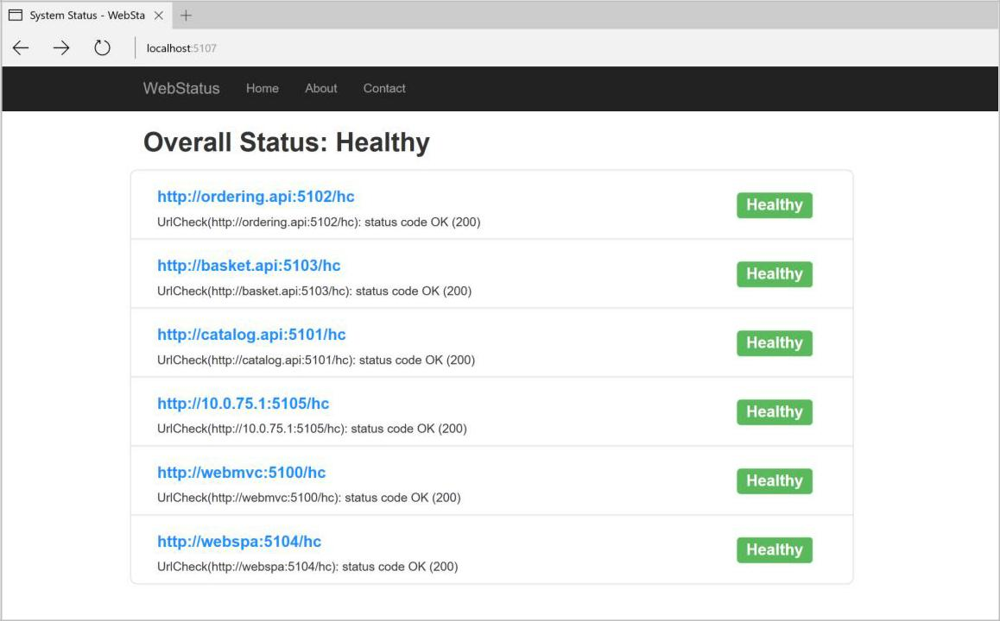 System Status - WebSta
localhost:5107
WebStatus Home About Contact
Overall Status: Healthy
http://ordering.api:5102/hc Healthy
UrlCheck(http://ordering.api:5102/hc): status code OK (200)
http://basket.api:5103/hc Healthy
UrlCheck(http://basket.api:5103/hc): status code OK (200)
http://catalog.api:5101/hc Healthy
UrlCheck(http://catalog.api:5101/hc): status code OK (200)
http://10.0.75.1:5105/hc Healthy
UrlCheck(http://10.0.75.1:5105/hc): status code OK (200)
http://webmvc:5100/hc Healthy
UrlCheck(http://webmvc:5100/hc): status code OK (200)
http://webspa:5104/hc Healthy
UrlCheck(http://webspa:5104/hc): status code OK (200)